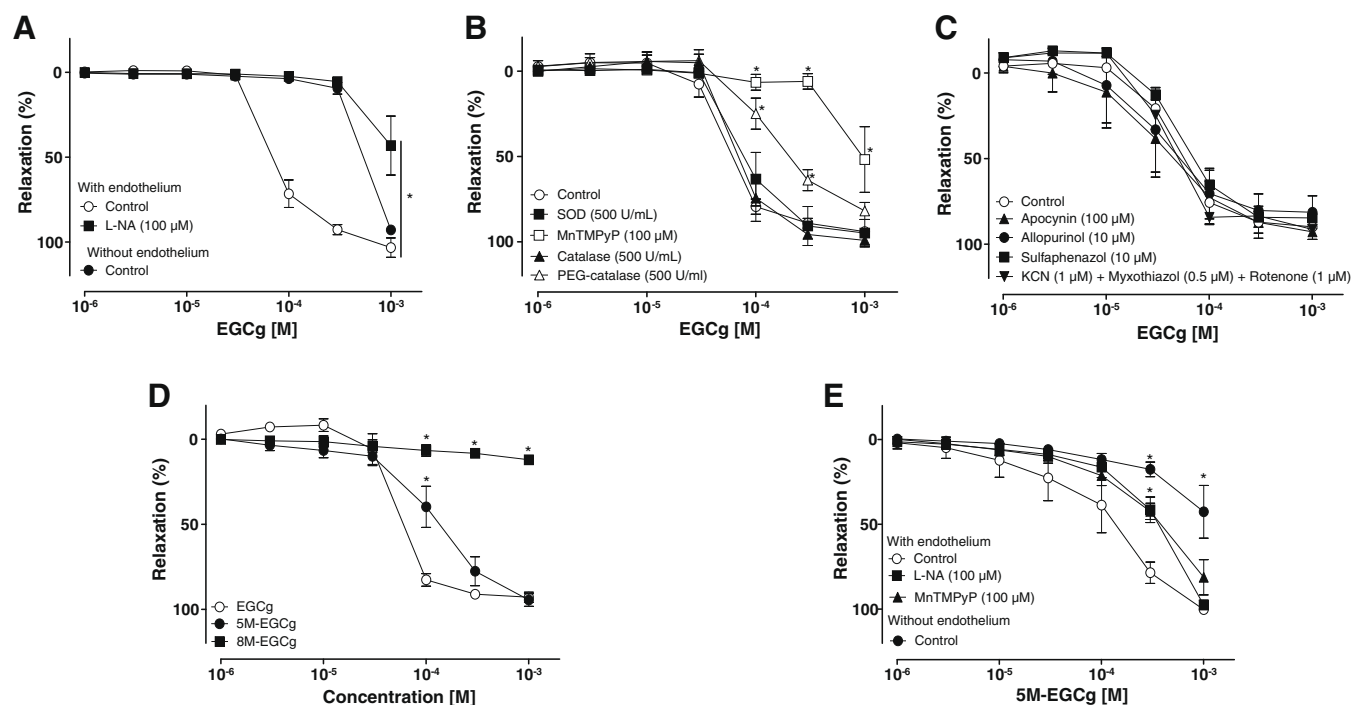 A
Relaxation (%)
0
50
100
With endothelium
Control
L-NA (100 µM)
Without endothelium
Control
*
10-6
10-5
10-4
10-3
EGCg [M]
B
Relaxation (%)
0
50
100
* *
*
*
*
Control
SOD (500 U/mL)
MnTMPyP (100 µM)
Catalase (500 U/mL)
PEG-catalase (500 U/ml)
10-6
10-5
10-4
10-3
EGCg [M]
C
Relaxation (%)
0
50
100
Control
Apocynin (100 µM)
Allopurinol (10 µM)
Sulfaphenazol (10 µM)
KCN (1 µM) + Myxothiazol (0.5 µM) + Rotenone (1 µM)
10-6
10-5
10-4
10-3
EGCg [M]
D
Relaxation (%)
0
50
100
* * *
*
EGCg
5M-EGCg
8M-EGCg
10-6
10-5
10-4
10-3
Concentration [M]
E
Relaxation (%)
0
50
100
*
*
*
With endothelium
Control
L-NA (100 µM)
MnTMPyP (100 µM)
Without endothelium
Control
10-6
10-5
10-4
10-3
5M-EGCg [M]